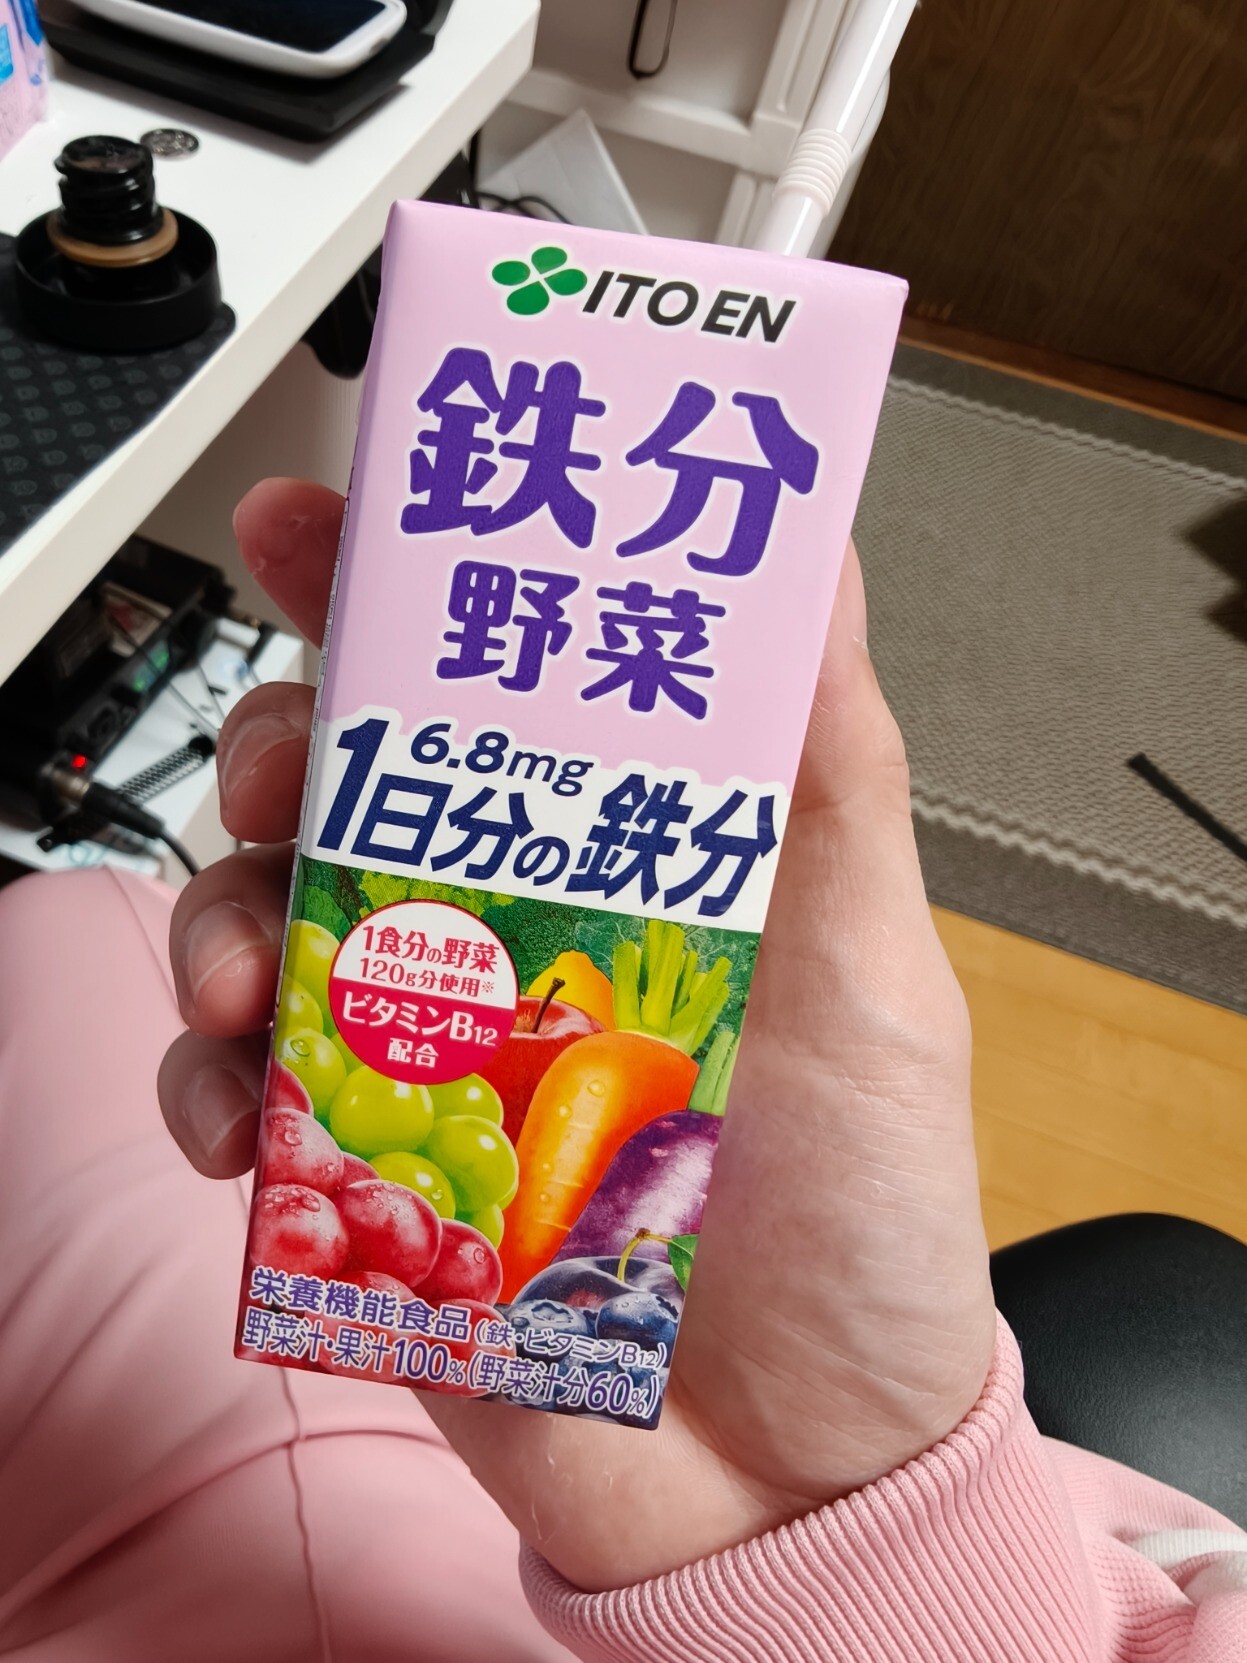 ITO EN
鉄分
野菜
6.8mg
1日分の鉄分
1食分の野菜
120g分使用※
ビタミンB12
配合
栄養機能食品(鉄・ビタミンB12)
野菜汁・果汁100%(野菜汁分60%)